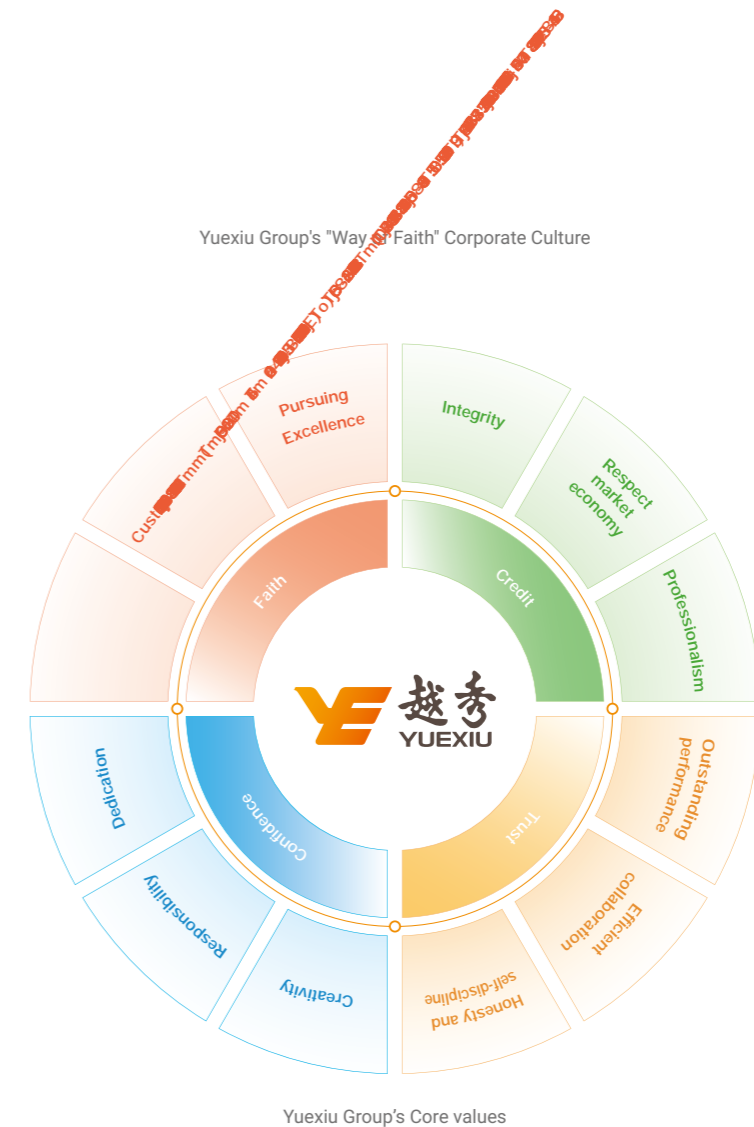 Yuexiu Group's "Way Faith" Corporate Culture
Pursuing
Excellence
Integrity
Respect
market
economy
Professionalism
Outstanding
performance
Efficient
collaboration
Honesty and
self-discipline
Creativity
Responsibility
Dedication
Faith
Credit
Trust
Confidence
越秀
YUEXIU
Yuexiu Group’s Core values